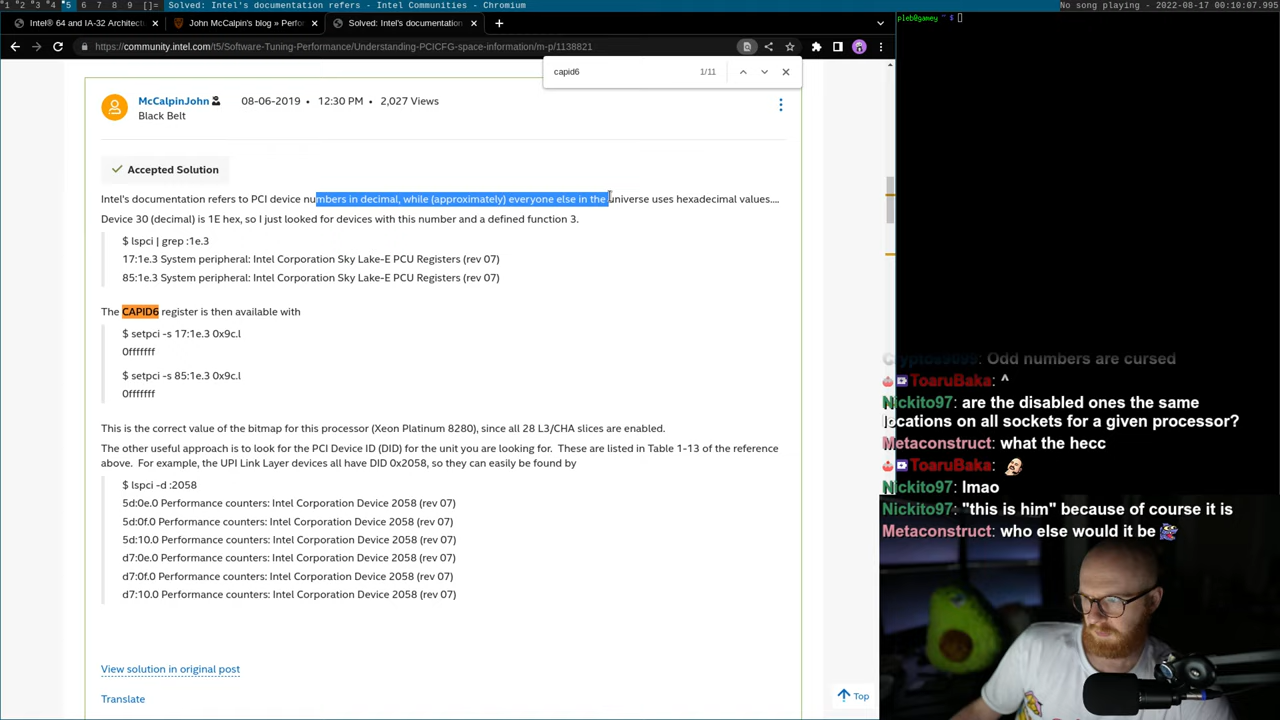 1 2 3 4 5 6 7 8 9 []= Solved: Intel's documentation refers - Intel Communities - Chromium No song playing - 2022-08-17 00:10:07.995
Intel® 64 and IA-32 Architect
John McCalpin's blog » Perfo
Solved: Intel's documentation
pleb@gamey ~ $
https://community.intel.com/t5/Software-Tuning-Performance/Understanding-PCICFG-space-information/m-p/1138821
capid6 1/11
McCalpinJohn 08-06-2019 • 12:30 PM • 2,027 Views
Black Belt
Accepted Solution
Intel's documentation refers to PCI device numbers in decimal, while (approximately) everyone else in the universe uses hexadecimal values....
Device 30 (decimal) is 1E hex, so I just looked for devices with this number and a defined function 3.
$ lspci | grep :1e.3
17:1e.3 System peripheral: Intel Corporation Sky Lake-E PCU Registers (rev 07)
85:1e.3 System peripheral: Intel Corporation Sky Lake-E PCU Registers (rev 07)
The CAPID6 register is then available with
$ setpci -s 17:1e.3 0x9c.l
0fffffff
$ setpci -s 85:1e.3 0x9c.l
0fffffff
This is the correct value of the bitmap for this processor (Xeon Platinum 8280), since all 28 L3/CHA slices are enabled.
The other useful approach is to look for the PCI Device ID (DID) for the unit you are looking for.  These are listed in Table 1-13 of the reference
above.  For example, the UPI Link Layer devices all have DID 0x2058, so they can easily be found by
$ lspci -d :2058
5d:0e.0 Performance counters: Intel Corporation Device 2058 (rev 07)
5d:0f.0 Performance counters: Intel Corporation Device 2058 (rev 07)
5d:10.0 Performance counters: Intel Corporation Device 2058 (rev 07)
d7:0e.0 Performance counters: Intel Corporation Device 2058 (rev 07)
d7:0f.0 Performance counters: Intel Corporation Device 2058 (rev 07)
d7:10.0 Performance counters: Intel Corporation Device 2058 (rev 07)
View solution in original post
Translate
Top
Odd numbers are cursed
ToaruBaka: ^
Nickito97: are the disabled ones the same
locations on all sockets for a given processor?
Metaconstruct: what the hecc
ToaruBaka:
Nickito97: lmao
Nickito97: "this is him" because of course it is
Metaconstruct: who else would it be